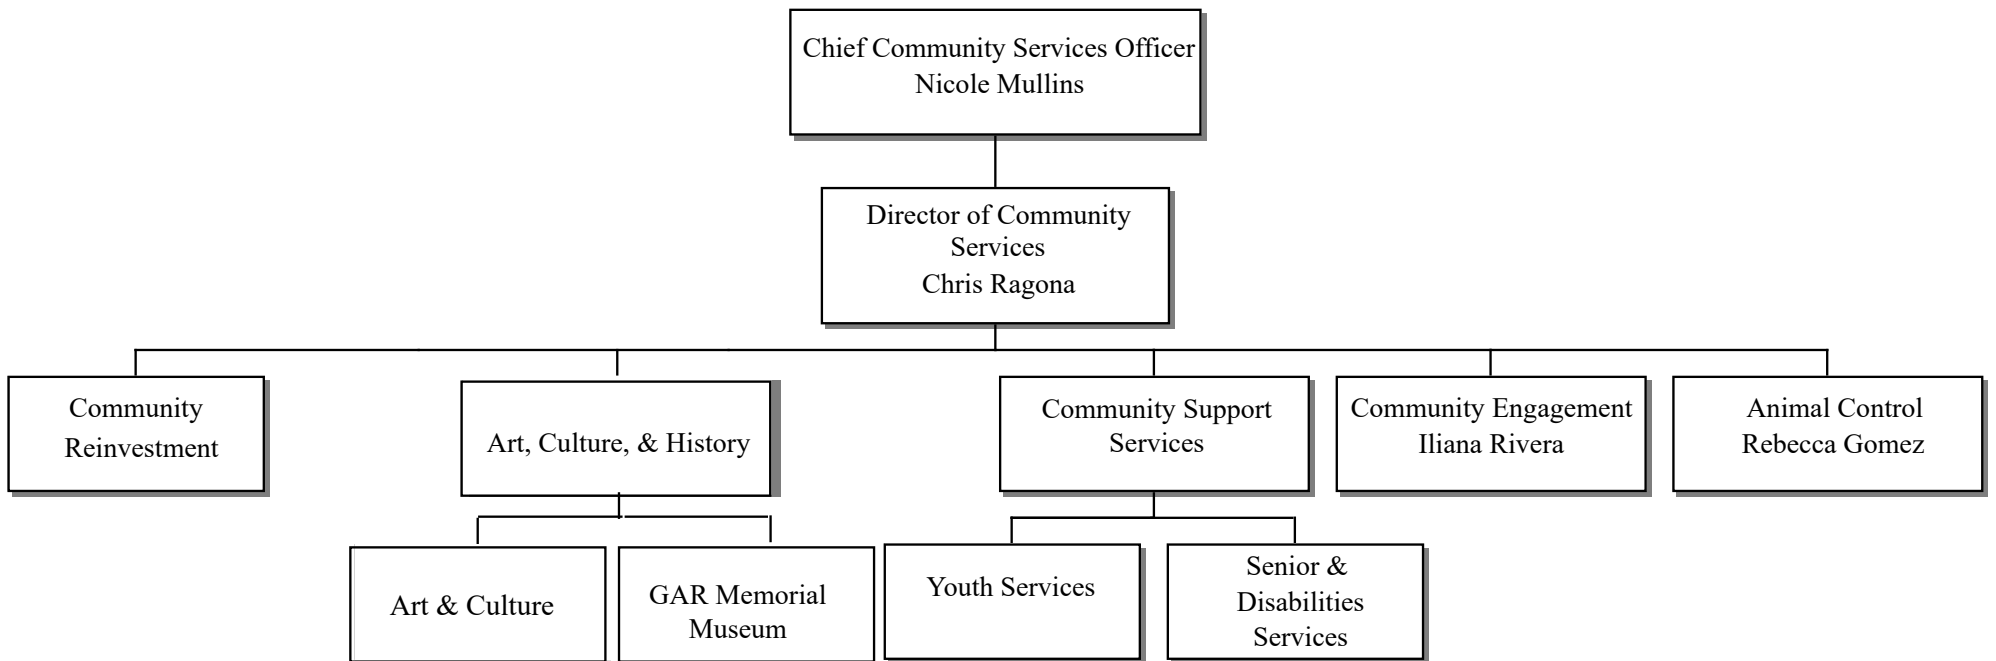 Chief Community Services Officer
Nicole Mullins
Director of Community
Services
Chris Ragona
Community
Reinvestment
Art, Culture, & History
Community Support
Services
Community Engagement
Iliana Rivera
Animal Control
Rebecca Gomez
Art & Culture
GAR Memorial
Museum
Youth Services
Senior &
Disabilities
Services